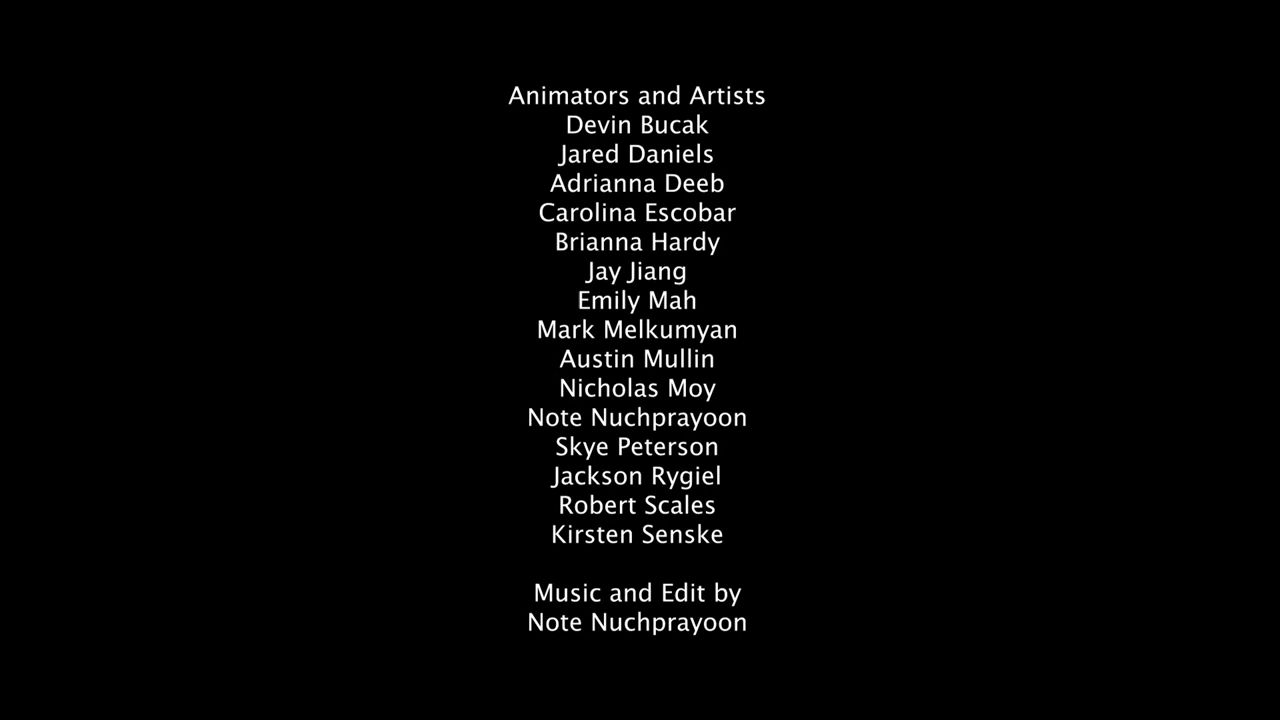 Animators and Artists
Devin Bucak
Jared Daniels
Adrianna Deeb
Carolina Escobar
Brianna Hardy
Jay Jiang
Emily Mah
Mark Melkumyan
Austin Mullin
Nicholas Moy
Note Nuchprayoon
Skye Peterson
Jackson Rygiel
Robert Scales
Kirsten Senske
Music and Edit by
Note Nuchprayoon